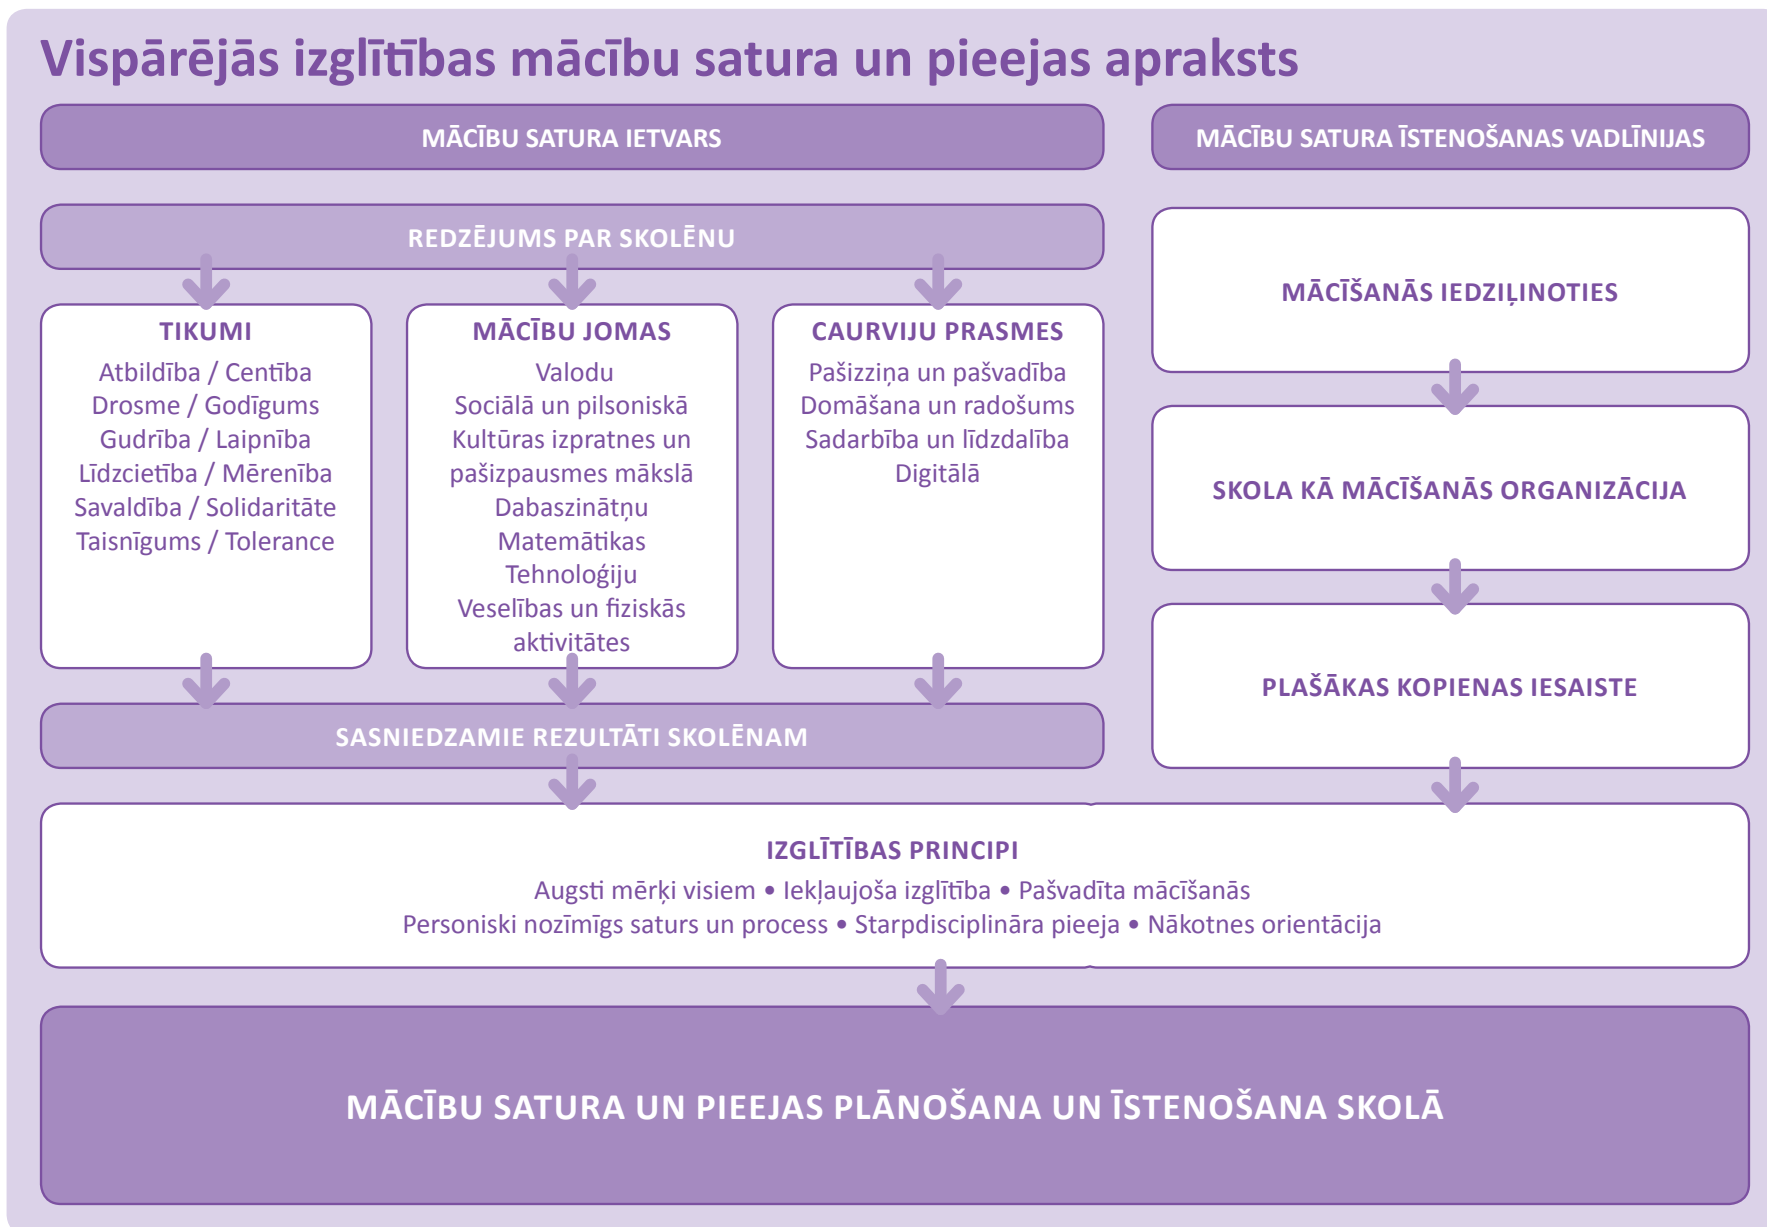 Vispārējās izglītības mācību satura un pieejas apraksts
MĀCĪBU SATURA IETVARS
REDZĒJUMS PAR SKOLĒNU
TIKUMI
Atbildība / Centība
Drosme / Godīgums
Gudrība / Laipnība
Līdzcietība / Mērenība
Savaldība / Solidaritāte
Taisnīgums / Tolerance
MĀCĪBU JOMAS
Valodu
Sociālā un pilsoniskā
Kultūras izpratnes un
pašizpausmes mākslā
Dabaszinātņu
Matemātikas
Tehnoloģiju
Veselības un fiziskās
aktivitātes
CAURVIJU PRASMES
Pašizziņa un pašvadība
Domāšana un radošums
Sadarbība un līdzdalība
Digitālā
SASNIEDZAMIE REZULTĀTI SKOLĒNAM
MĀCĪBU SATURA ĪSTENOŠANAS VADLĪNIJAS
MĀCĪŠANĀS IEDZIĻINOTIES
SKOLA KĀ MĀCĪŠANĀS ORGANIZĀCIJA
PLAŠĀKAS KOPIENAS IESAISTE
IZGLĪTĪBAS PRINCIPI
Augsti mērķi visiem • Iekļaujoša izglītība • Pašvadīta mācīšanās
Personiski nozīmīgs saturs un process • Starpdisciplināra pieeja • Nākotnes orientācija
MĀCĪBU SATURA UN PIEEJAS PLĀNOŠANA UN ĪSTENOŠANA SKOLĀ